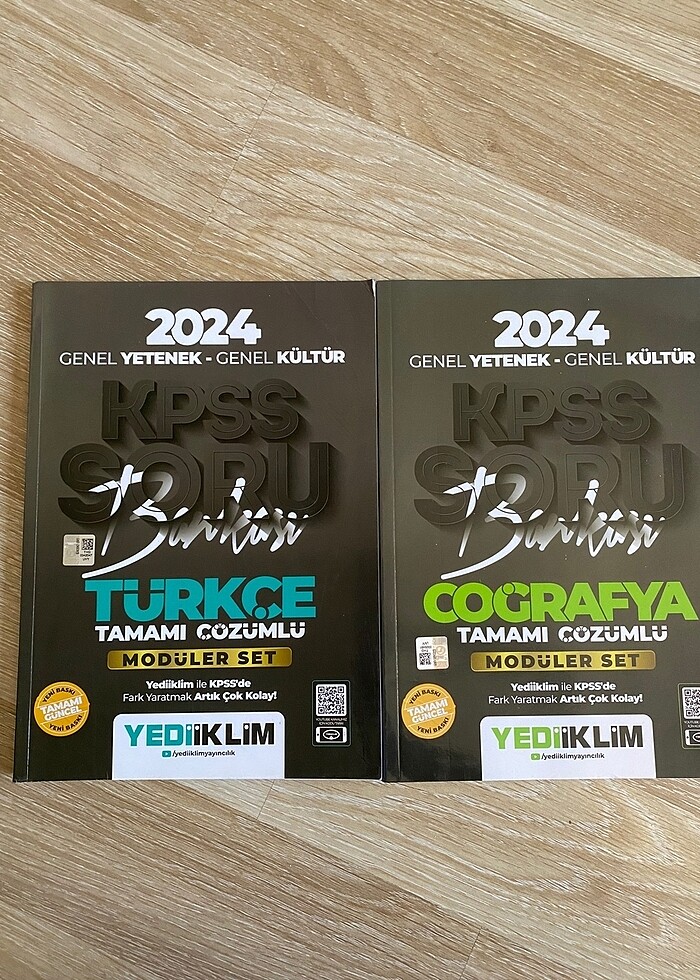 2024
GENEL YETENEK - GENEL KÜLTÜR
KPSS
SORU
Bankası
TÜRKÇE
TAMAMI ÇÖZÜMLÜ
MODÜLER SET
Yediiklim ile KPSS'de
Fark Yaratmak Artık Çok Kolay!
YENİ BASKI
TAMAMI
GÜNCEL
YENİ BASKI
YEDİİKLİM
/yediiklimyayıncılık
2024
GENEL YETENEK - GENEL KÜLTÜR
KPSS
SORU
Bankası
COĞRAFYA
TAMAMI ÇÖZÜMLÜ
MODÜLER SET
Yediiklim ile KPSS'de
Fark Yaratmak Artık Çok Kolay!
YENİ BASKI
TAMAMI
GÜNCEL
YENİ BASKI
YEDİİKLİM
/yediiklimyayıncılık